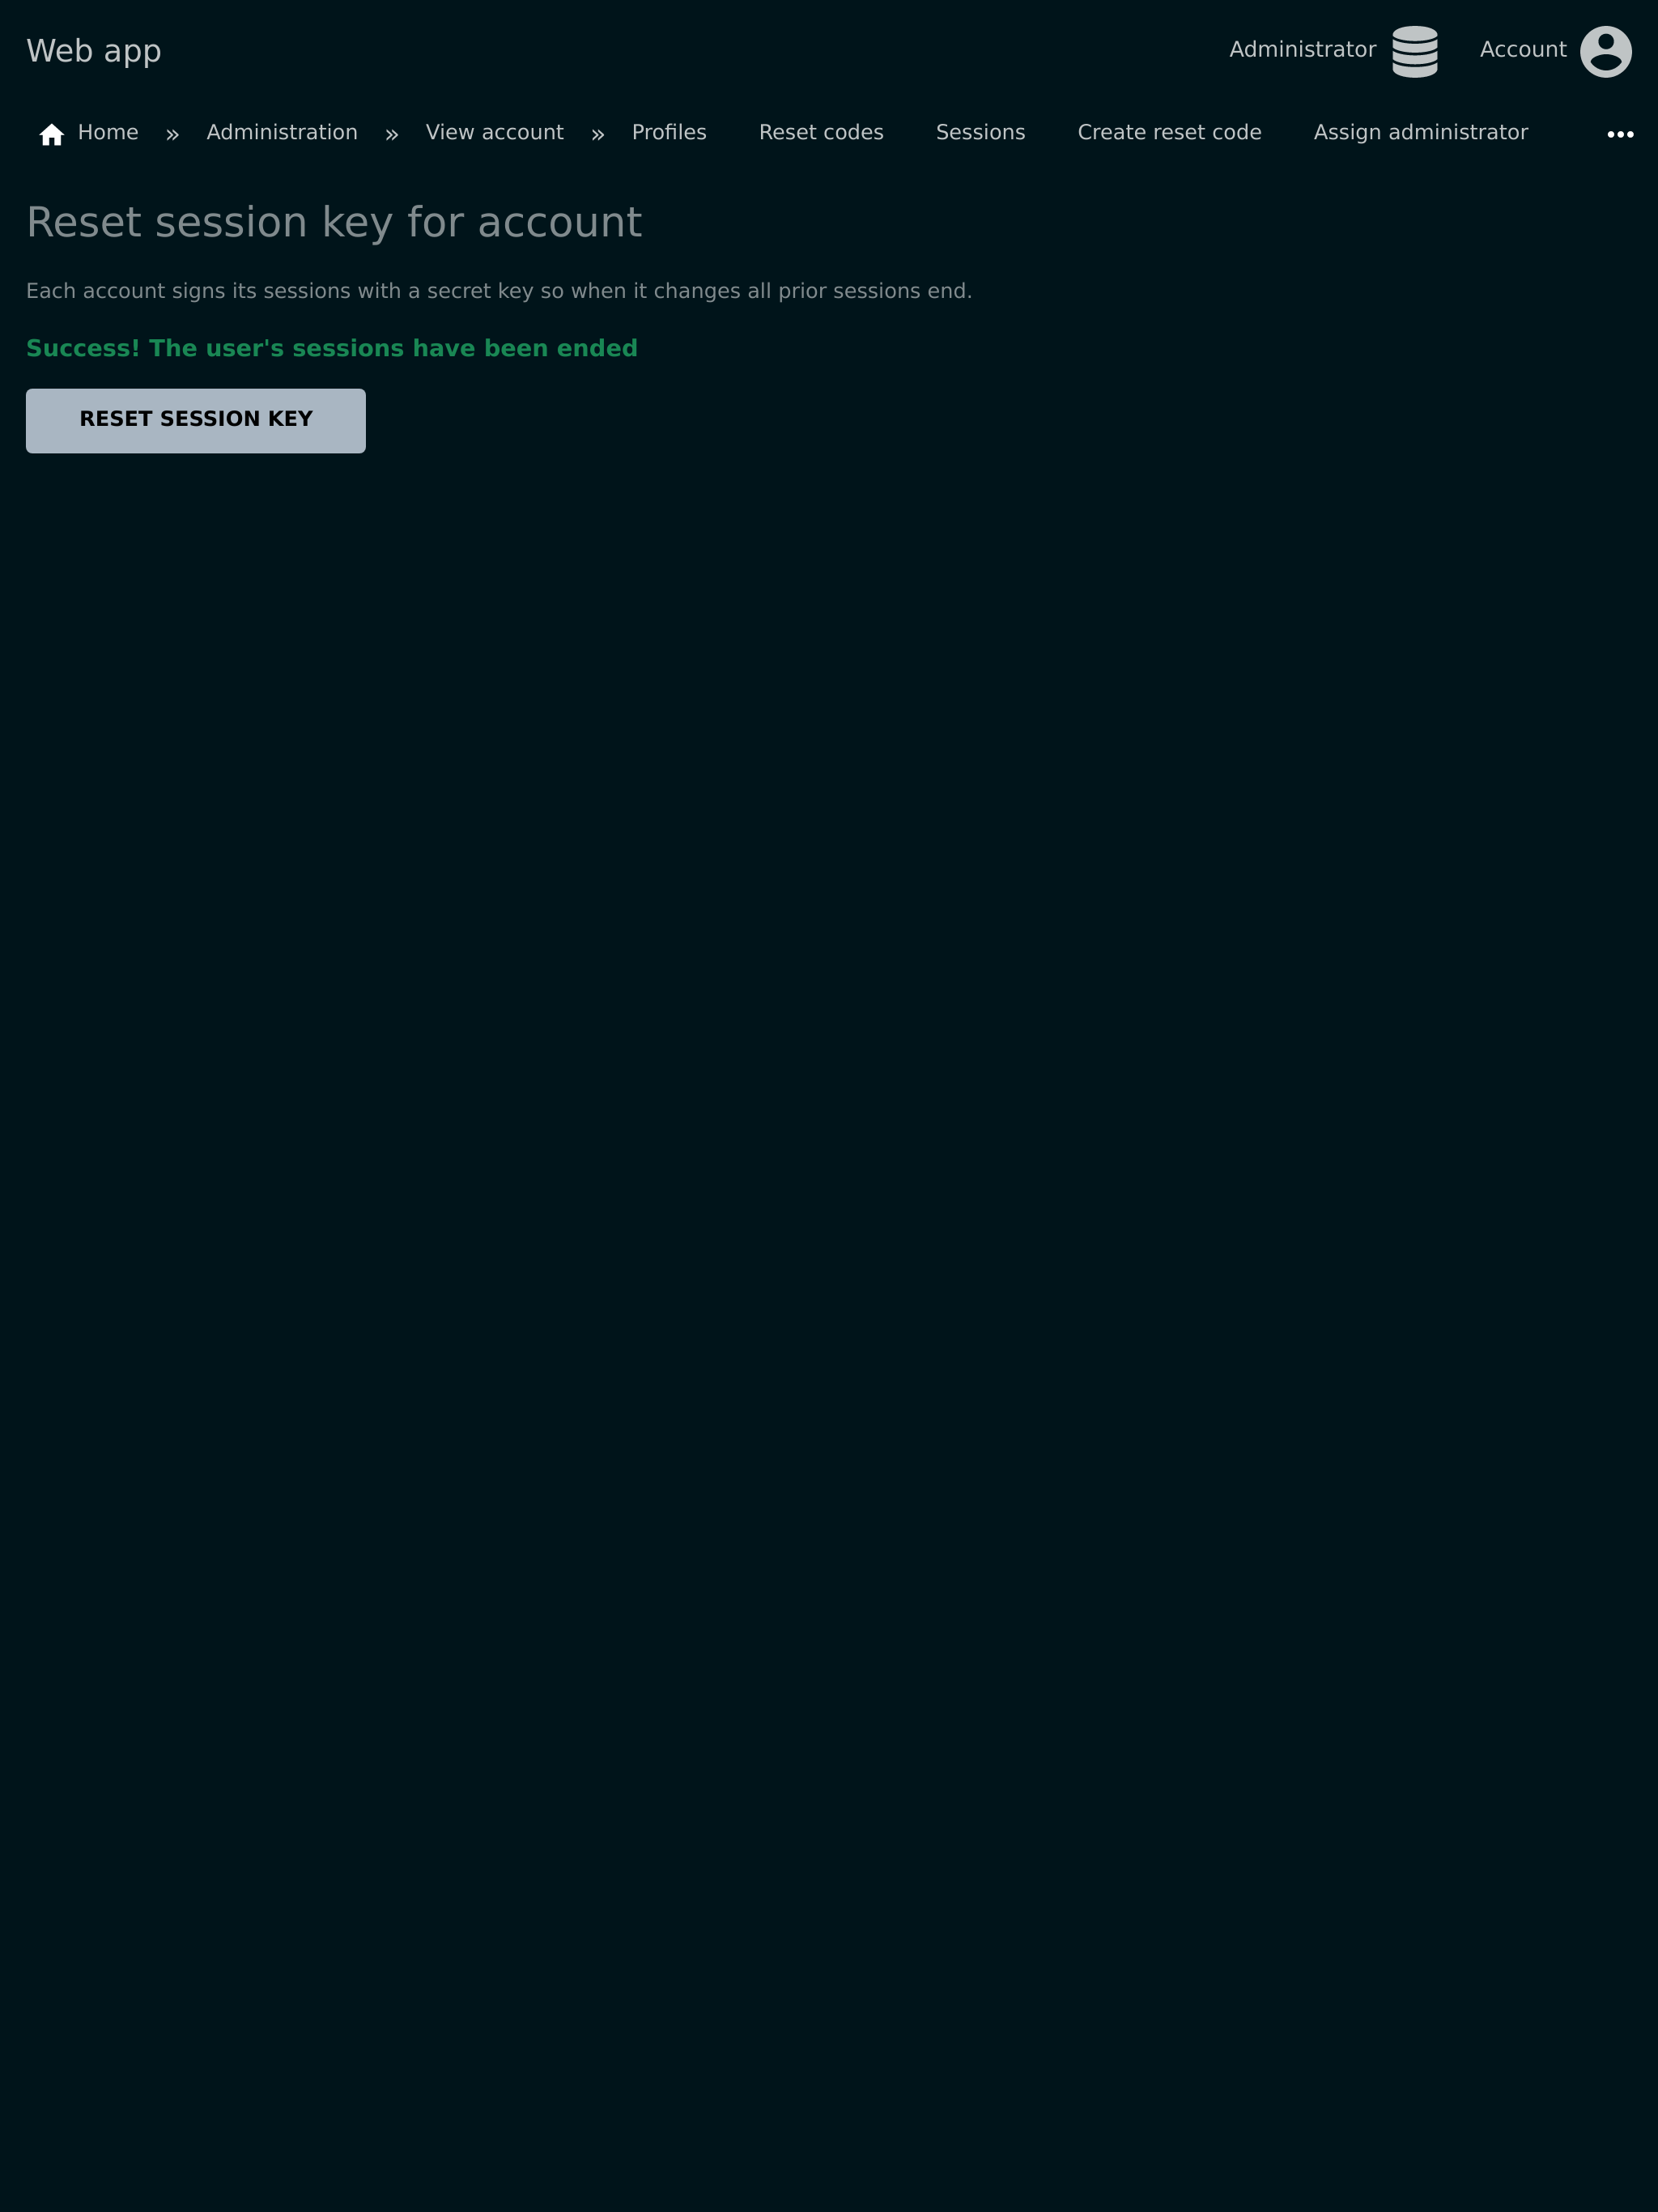 Web app
Administrator Account
Home » Administration » View account » Profiles Reset codes Sessions Create reset code Assign administrator
Reset session key for account
Each account signs its sessions with a secret key so when it changes all prior sessions end.
Success! The user's sessions have been ended
RESET SESSION KEY